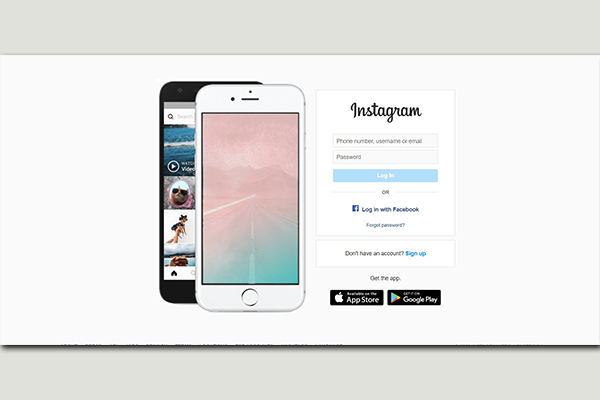 Search
WATCH
Video
Instagram
Phone number, username or email
Password
Log In
OR
Log in with Facebook
Forgot password?
Don't have an account? Sign up
Get the app.
Available on the
App Store
GET IT ON
Google Play